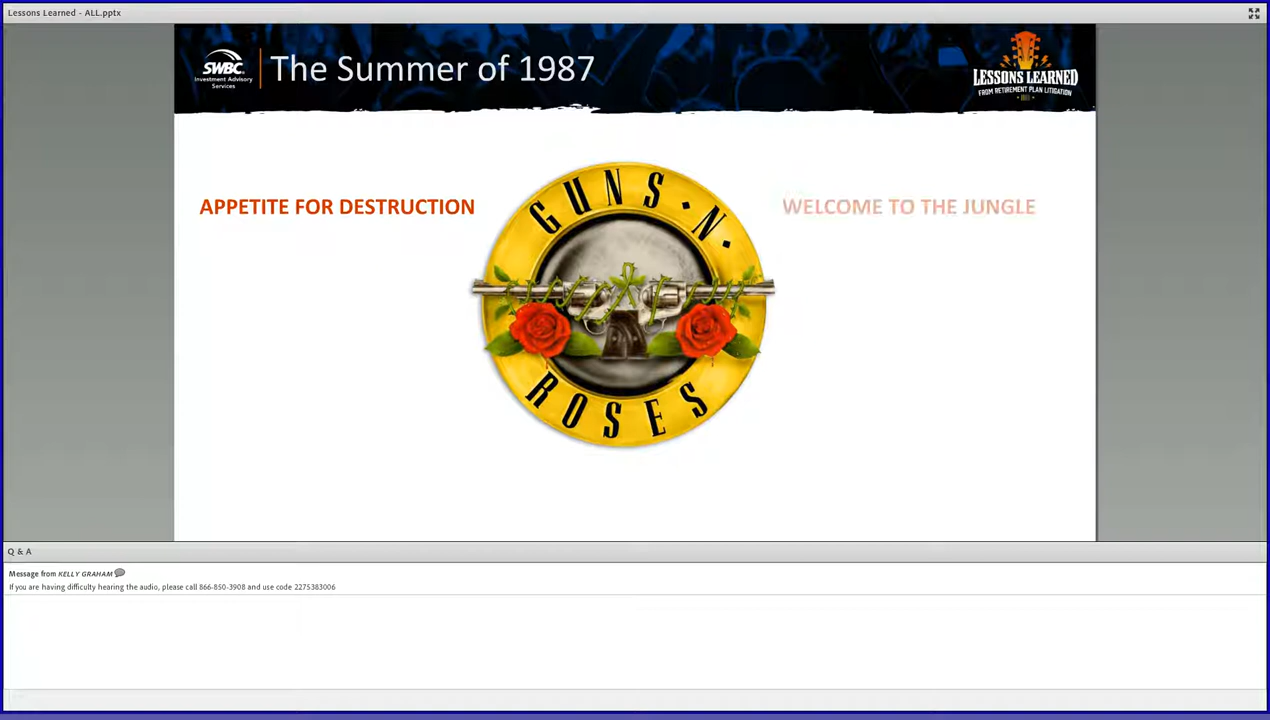 Lessons Learned - ALL.pptx
SWBC
Investment Advisory
Services
The Summer of 1987
LESSONS LEARNED
FROM RETIREMENT PLAN LITIGATION
APPETITE FOR DESTRUCTION
GUNS N
ROSES
WELCOME TO THE JUNGLE
Q & A
Message from KELLY GRAHAM
If you are having difficulty hearing the audio, please call 866-850-3908 and use code 2275383006